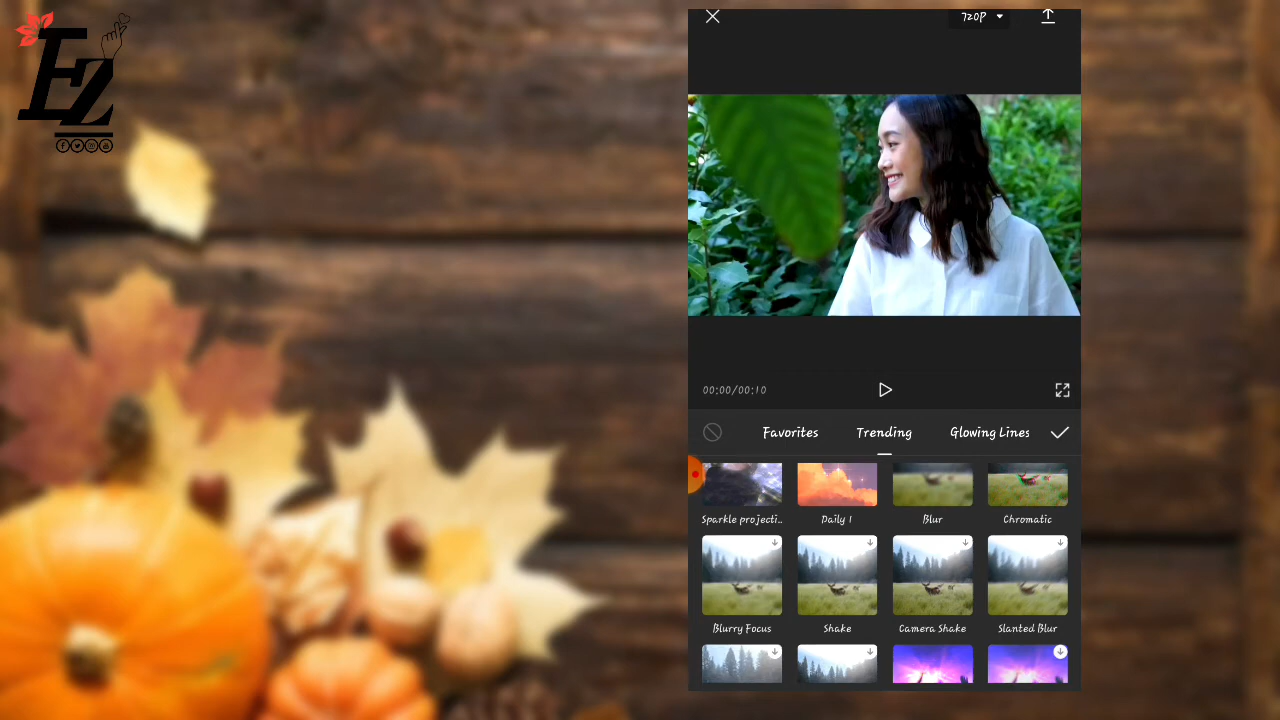 EZ
720P
00:00/00:10
Favorites Trending Glowing Lines
Sparkle projecti.. Daily 1 Blur Chromatic
Blurry Focus Shake Camera Shake Slanted Blur